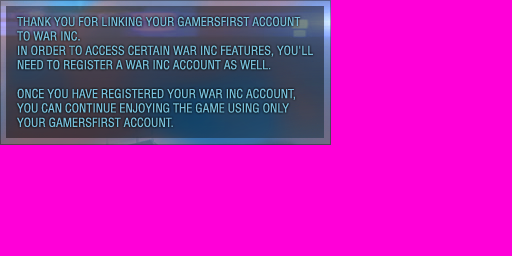 THANK YOU FOR LINKING YOUR GAMERSFIRST ACCOUNT
TO WAR INC.
IN ORDER TO ACCESS CERTAIN WAR INC FEATURES, YOU'LL
NEED TO REGISTER A WAR INC ACCOUNT AS WELL.
ONCE YOU HAVE REGISTERED YOUR WAR INC ACCOUNT,
YOU CAN CONTINUE ENJOYING THE GAME USING ONLY
YOUR GAMERSFIRST ACCOUNT.